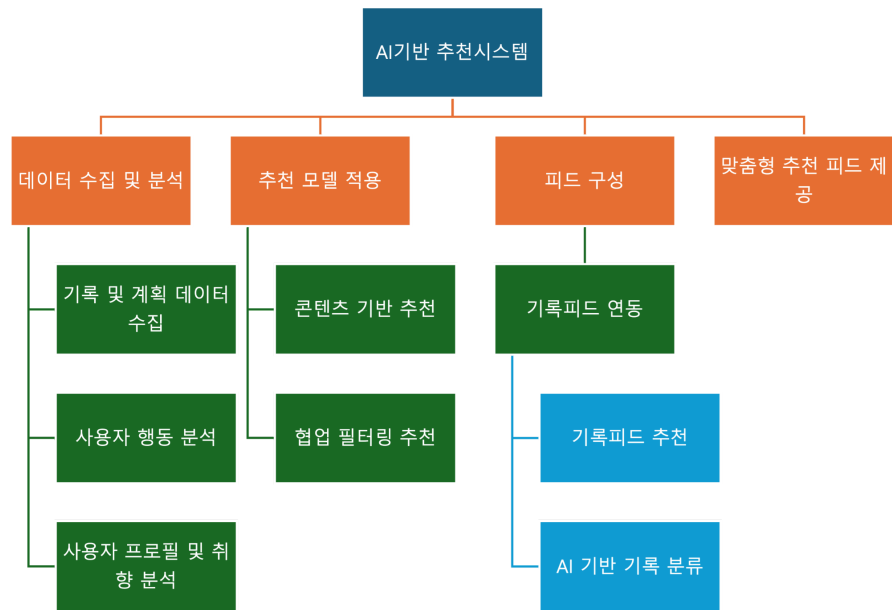 AI기반 추천시스템
데이터 수집 및 분석
추천 모델 적용
피드 구성
맞춤형 추천 피드 제
공
기록 및 계획 데이터
수집
콘텐츠 기반 추천
기록피드 연동
사용자 행동 분석
협업 필터링 추천
기록피드 추천
사용자 프로필 및 취
향 분석
AI 기반 기록 분류